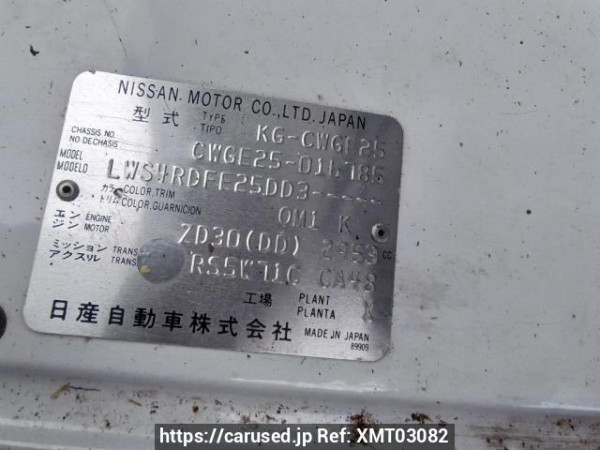 NISSAN MOTOR CO.,LTD. JAPAN
型式 TYPE TIPO KG-CWGE25
CHASSIS NO. NO DE CHASIS CWGE25-016785
MODEL MODELO LWS4RDFE25DD3-----
カラー COLOR,TRIM
トリム COLOR,GUARNICION QM1 K
エンジン ENGINE MOTOR ZD30(DD) 2953 CC
ミッション アクスル TRANS TRANS RS5W71C CA48
工場 PLANT PLANTA X
日産自動車株式会社 MADE IN JAPAN
89909
https://carused.jp Ref: XMT03082